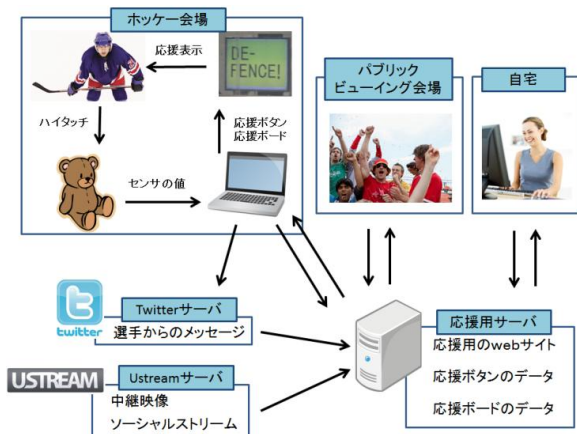 ホッケー会場
応援表示
DE-
FENCE!
ハイタッチ
応援ボタン
応援ボード
センサの値
パブリック
ビューイング会場
自宅
twitter
Twitterサーバ
選手からのメッセージ
USTREAM
Ustreamサーバ
中継映像
ソーシャルストリーム
応援用サーバ
応援用のwebサイト
応援ボタンのデータ
応援ボードのデータ